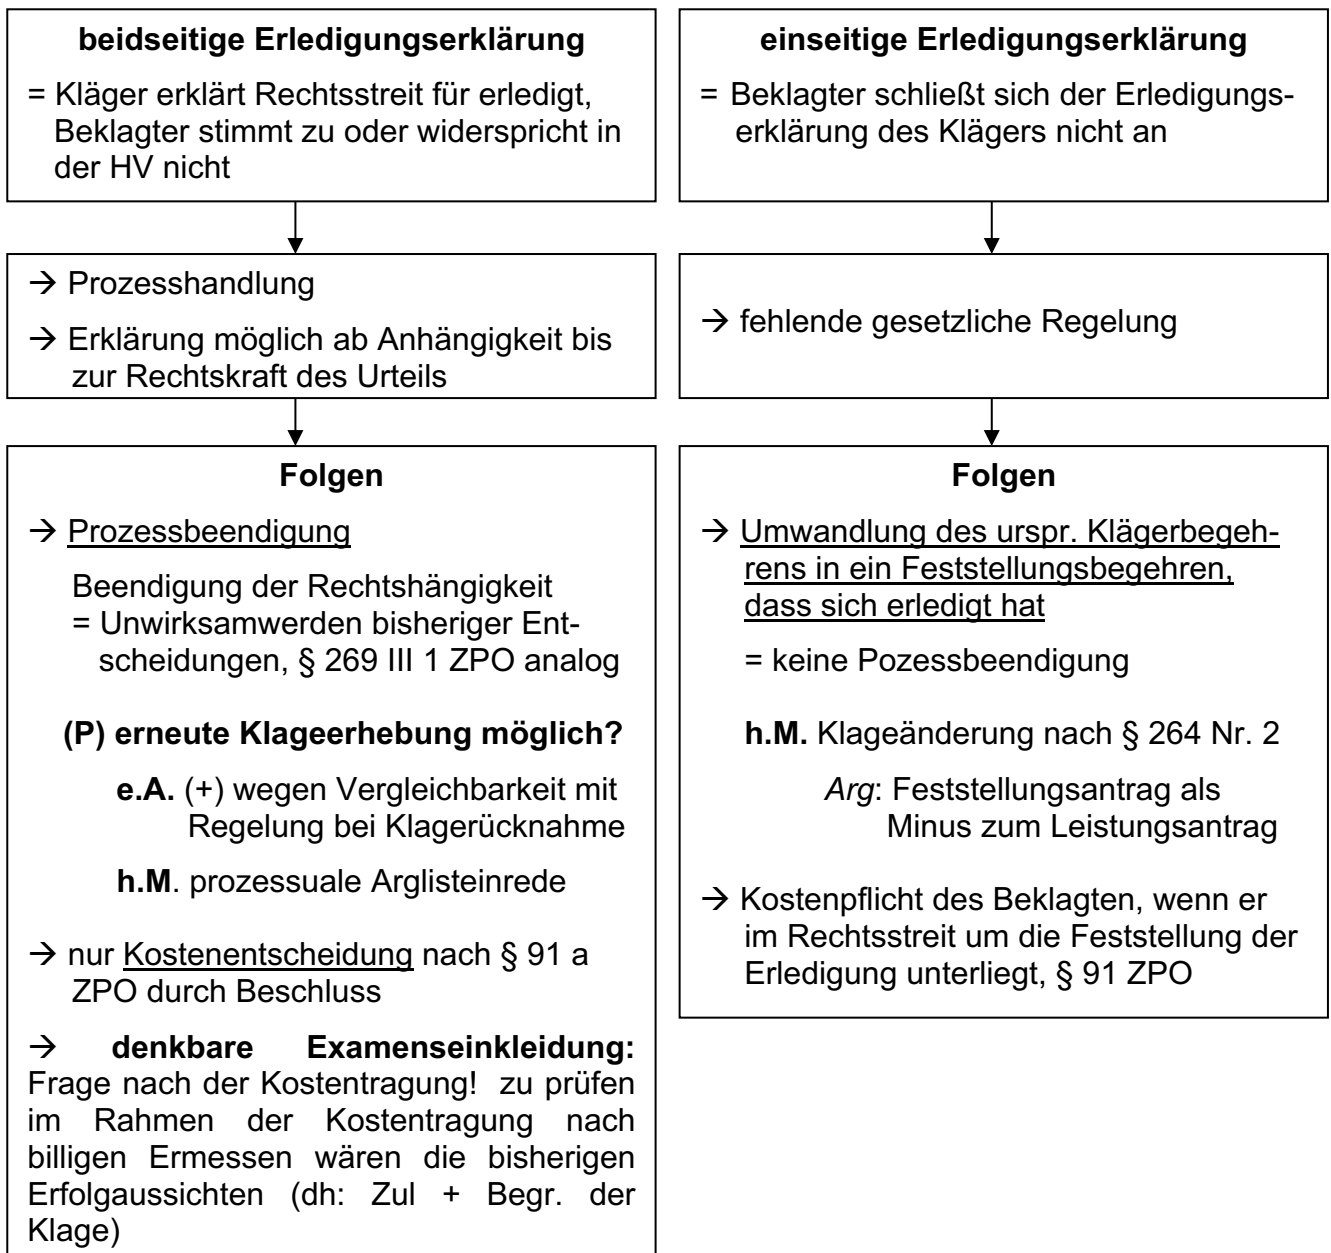 beidseitige Erledigungserklärung
= Kläger erklärt Rechtsstreit für erledigt,
Beklagter stimmt zu oder widerspricht in
der HV nicht
→ Prozesshandlung
→ Erklärung möglich ab Anhängigkeit bis
zur Rechtskraft des Urteils
Folgen
→ Prozessbeendigung
Beendigung der Rechtshängigkeit
= Unwirksamwerden bisheriger Ent-
scheidungen, § 269 III 1 ZPO analog
(P) erneute Klageerhebung möglich?
e.A. (+) wegen Vergleichbarkeit mit
Regelung bei Klagerücknahme
h.M. prozessuale Arglisteinrede
→ nur Kostenentscheidung nach § 91 a
ZPO durch Beschluss
→ denkbare Examenseinkleidung:
Frage nach der Kostentragung! zu prüfen
im Rahmen der Kostentragung nach
billigen Ermessen wären die bisherigen
Erfolgaussichten (dh: Zul + Begr. der
Klage)
einseitige Erledigungserklärung
= Beklagter schließt sich der Erledigungs-
erklärung des Klägers nicht an
→ fehlende gesetzliche Regelung
Folgen
→ Umwandlung des urspr. Klägerbegeh-
rens in ein Feststellungsbegehren,
dass sich erledigt hat
= keine Pozessbeendigung
h.M. Klageänderung nach § 264 Nr. 2
Arg: Feststellungsantrag als
Minus zum Leistungsantrag
→ Kostenpflicht des Beklagten, wenn er
im Rechtsstreit um die Feststellung der
Erledigung unterliegt, § 91 ZPO